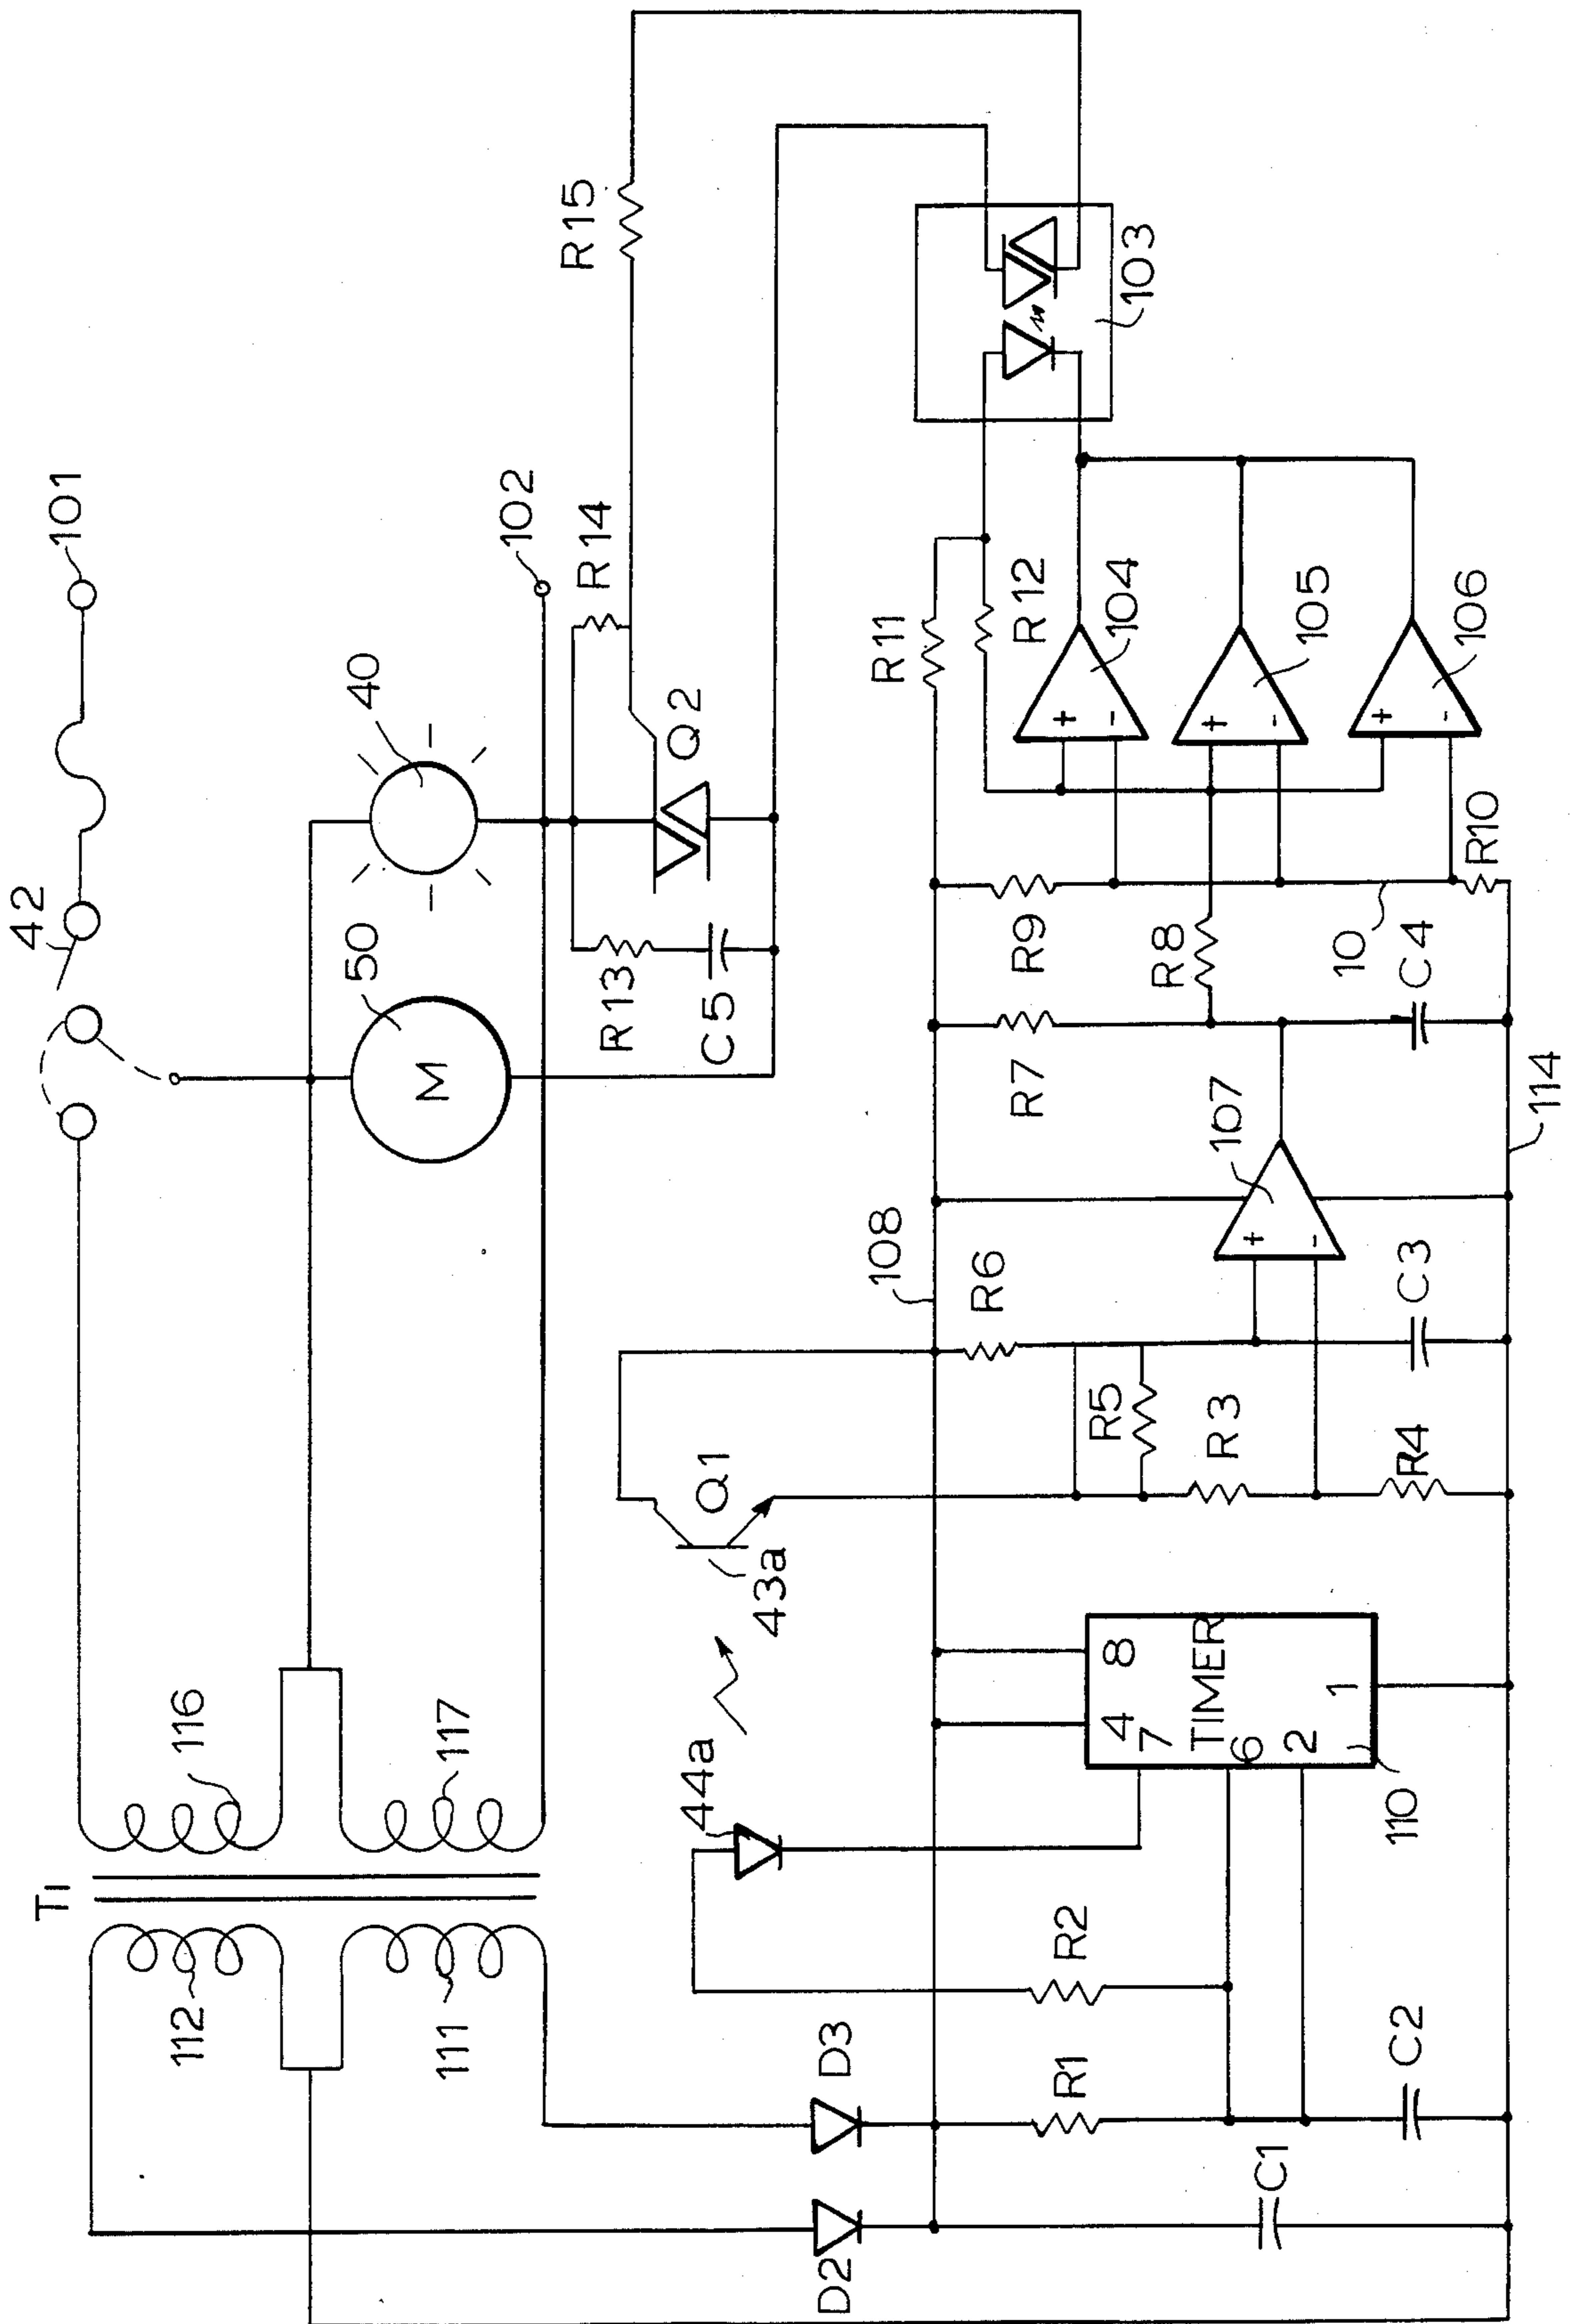 101
42
40
50
M
102
R14
R15
Q2
R13
C5
103
T1
116
117
112
111
44a
43a
Q1
108
R11
R12
104
105
106
+
-
+
-
+
-
R9
R10
10
R8
R7
C4
107
+
-
114
R6
R5
R3
R4
C3
8
4
7
TIMER
6
2
1
110
R2
R1
D3
D2
C2
C1